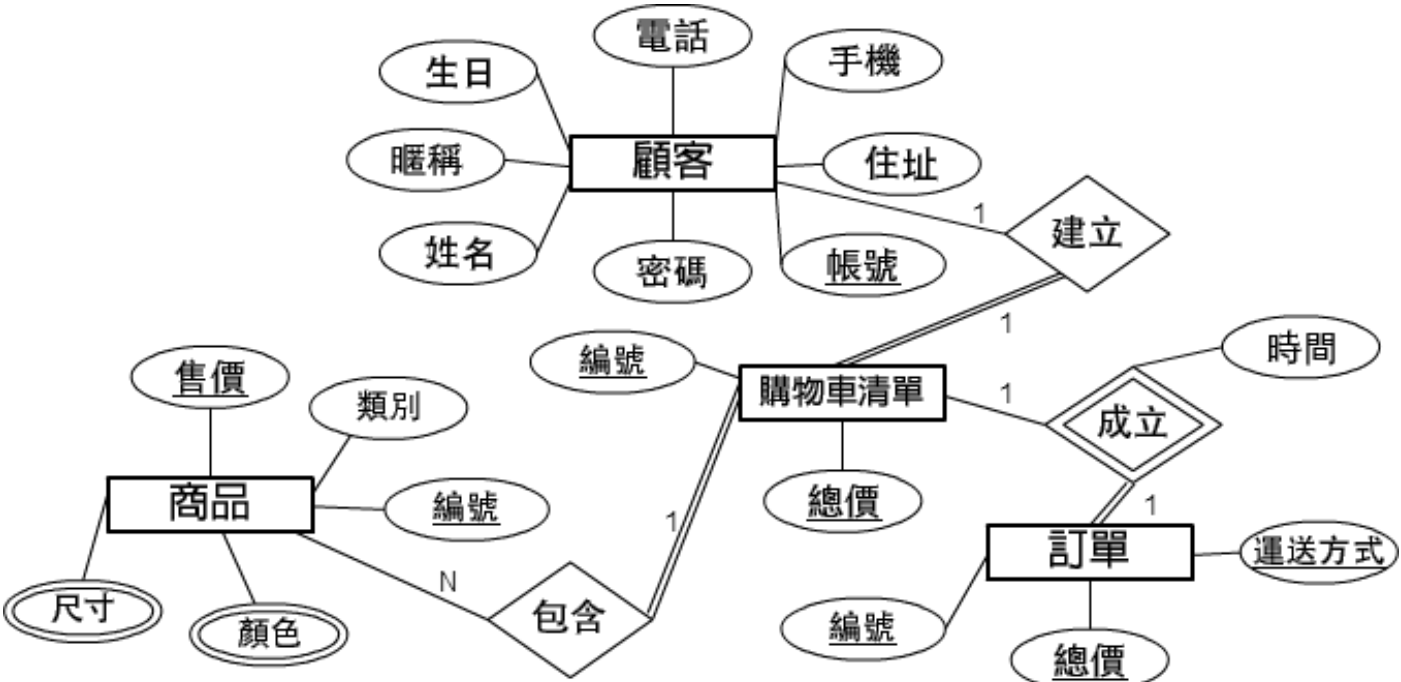 電話
手機
生日
顧客
暱稱
住址
姓名
密碼
帳號
1
建立
1
編號
時間
售價
類別
購物車清單
1
成立
商品
編號
總價
1
1
訂單
運送方式
N
尺寸
顏色
包含
編號
總價